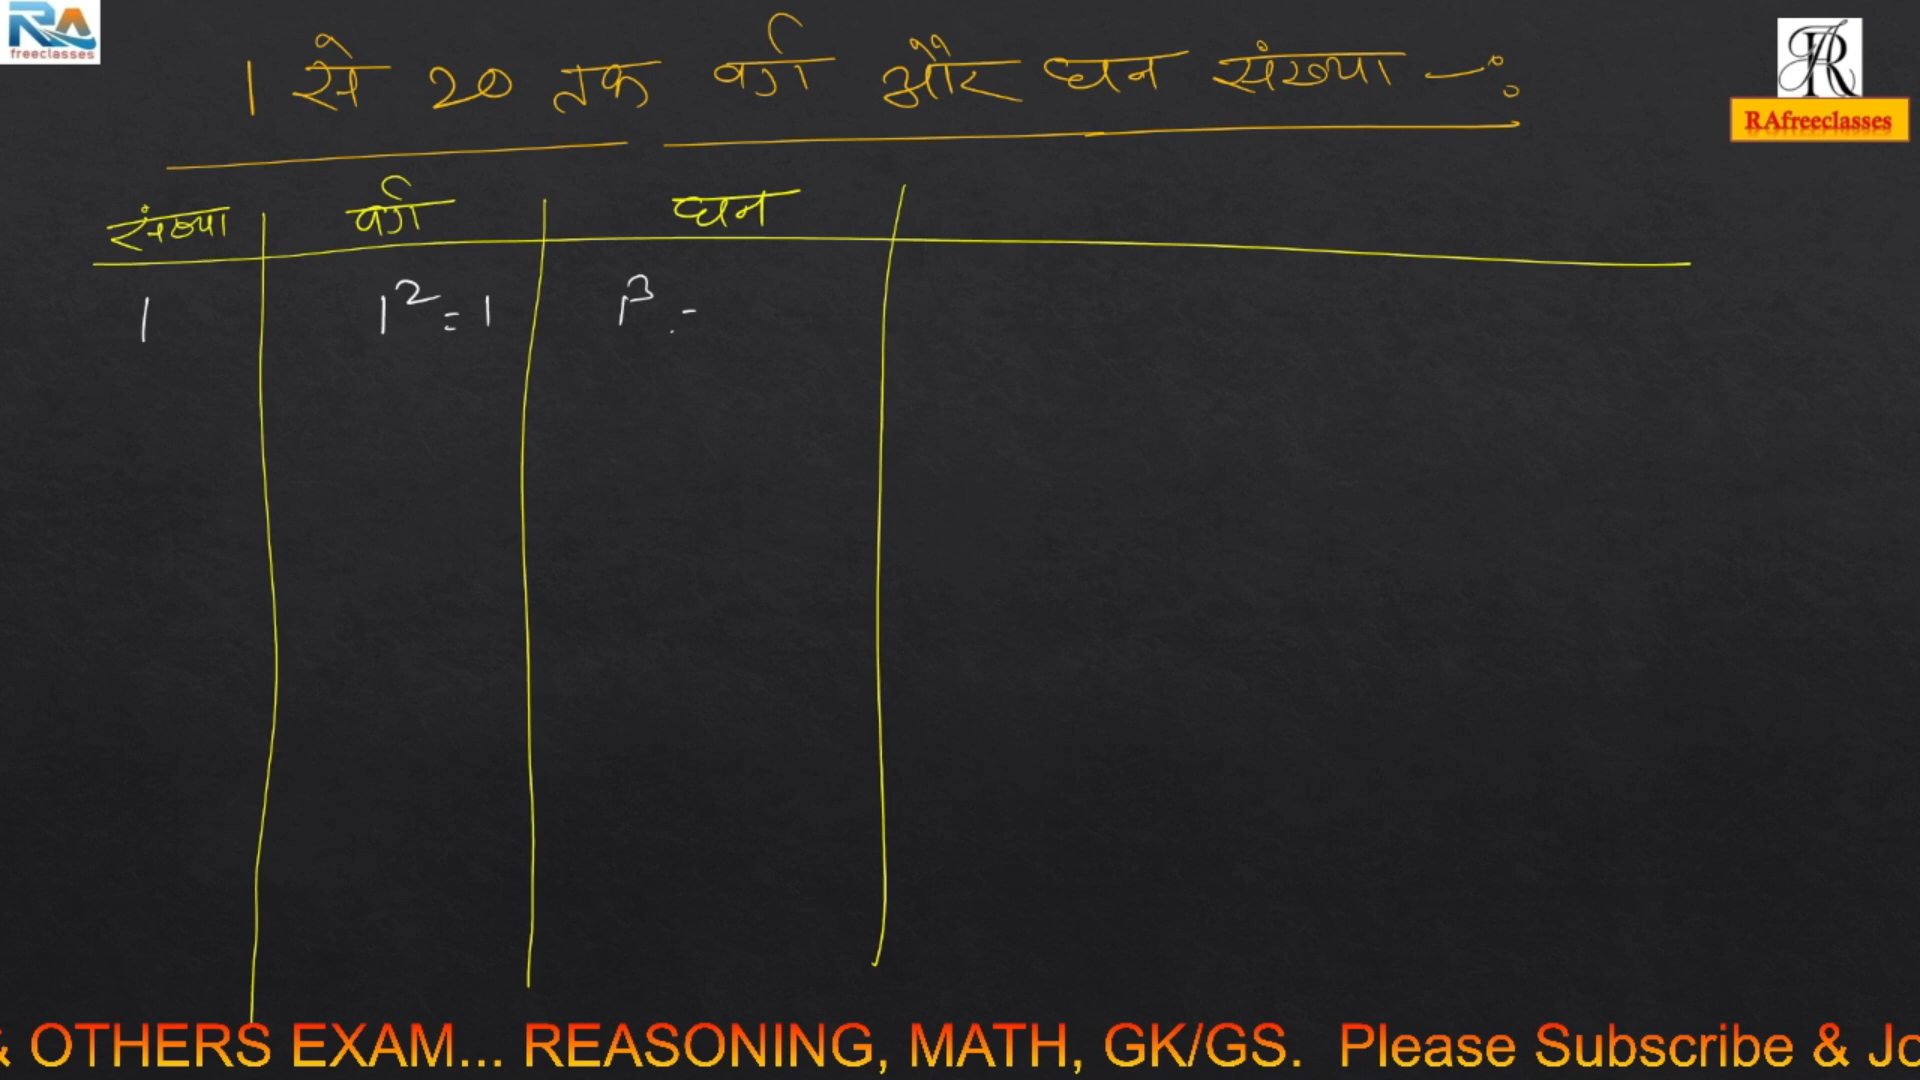 RA
freeclasses
1 से 20 तक वर्ग और घन संख्या -:
RAfreeclasses
संख्या वर्ग घन
1 1² = 1 1³ =
& OTHERS EXAM... REASONING, MATH, GK/GS. Please Subscribe & Jo